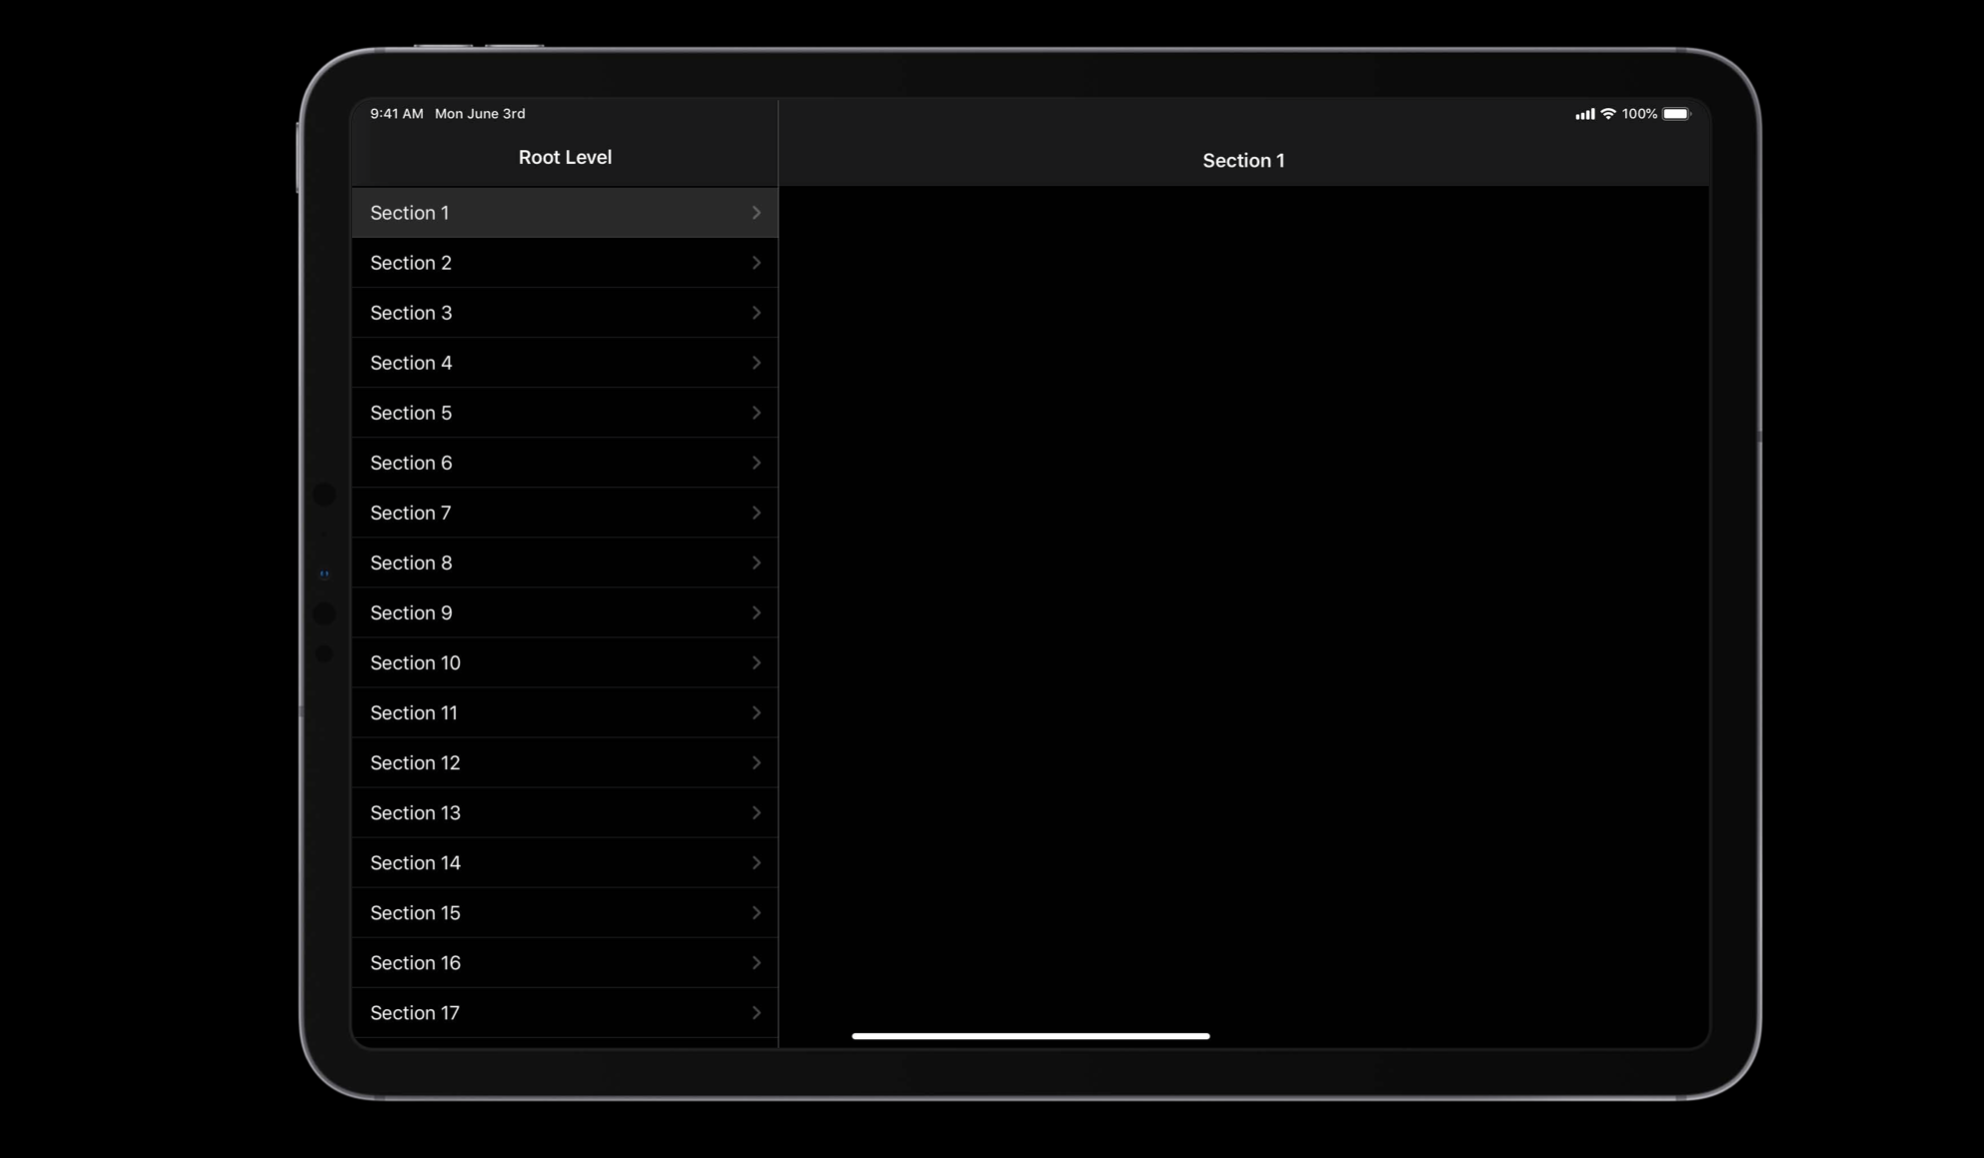 9:41 AM Mon June 3rd
100%
Root Level
Section 1
Section 1
Section 2
Section 3
Section 4
Section 5
Section 6
Section 7
Section 8
Section 9
Section 10
Section 11
Section 12
Section 13
Section 14
Section 15
Section 16
Section 17